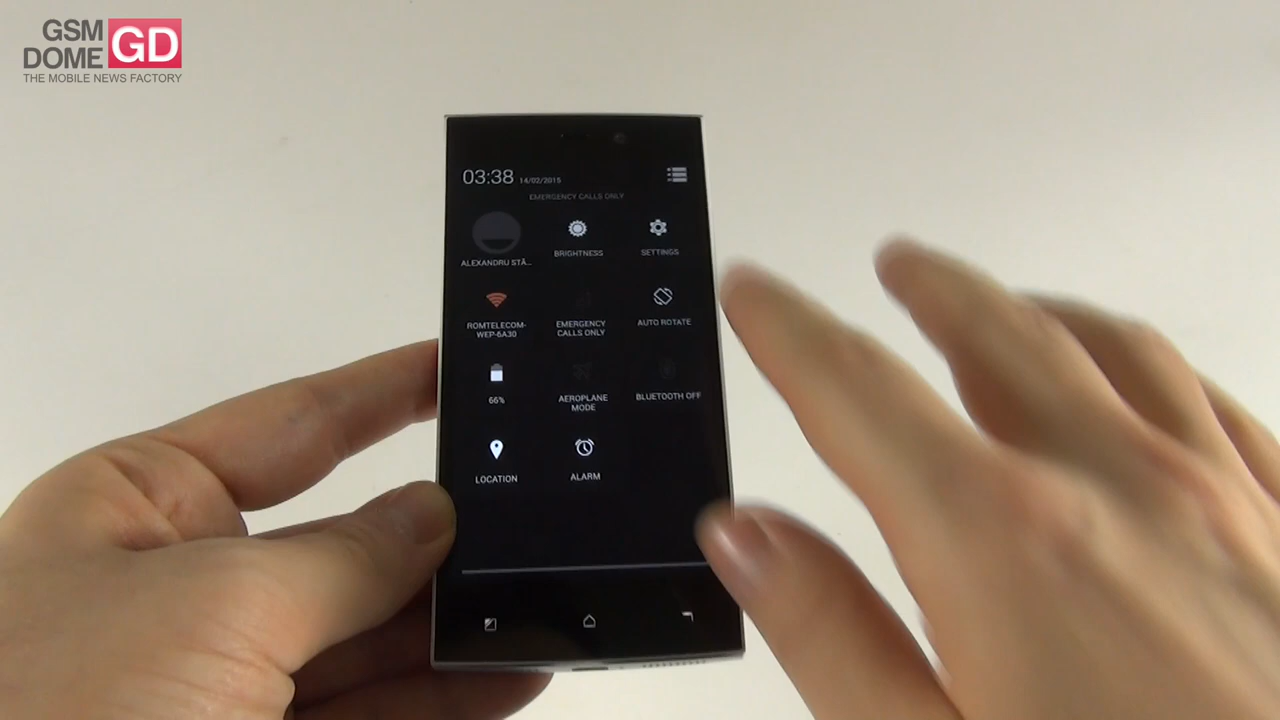 GSM
DOME GD
THE MOBILE NEWS FACTORY
03:38 14/02/2015
EMERGENCY CALLS ONLY
ALEXANDRU STĂ...
BRIGHTNESS
SETTINGS
ROMTELECOM-
WEP-6A30
EMERGENCY
CALLS ONLY
AUTO ROTATE
66%
AEROPLANE
MODE
BLUETOOTH OFF
LOCATION
ALARM